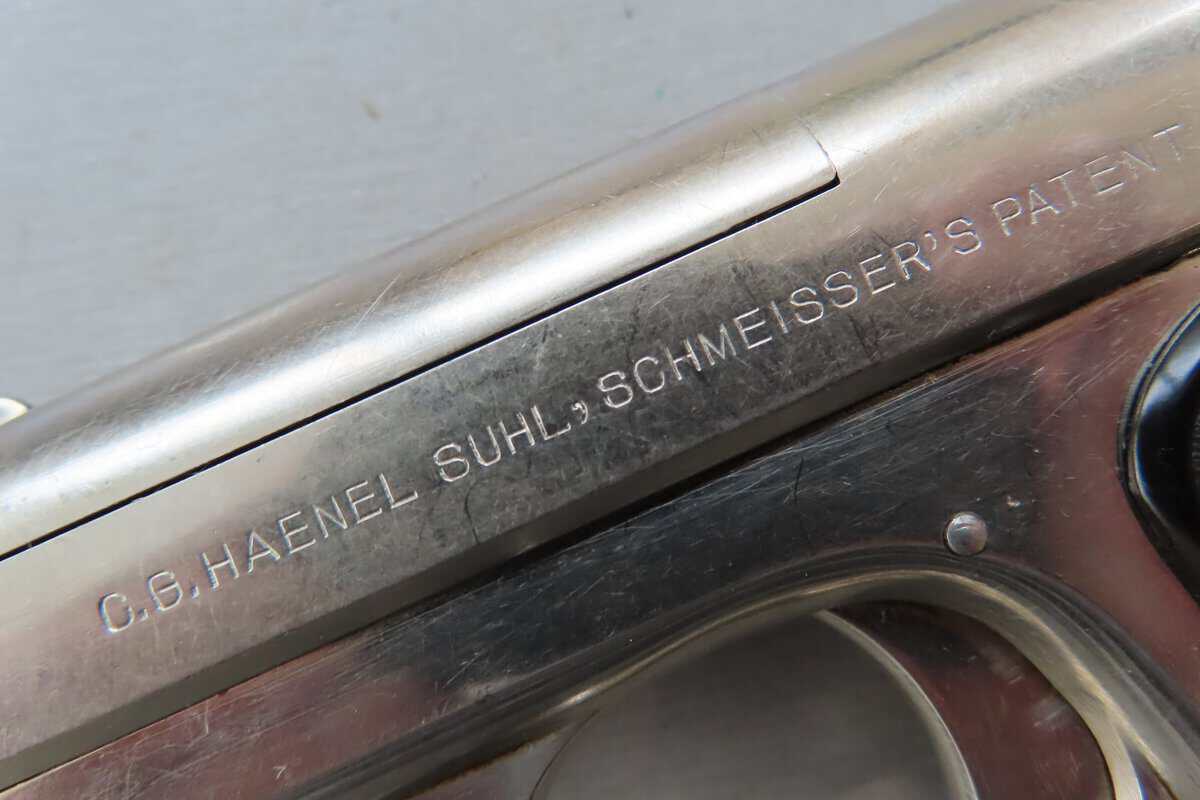 C.G. HAENEL SUHL, SCHMEISSER'S PATENT